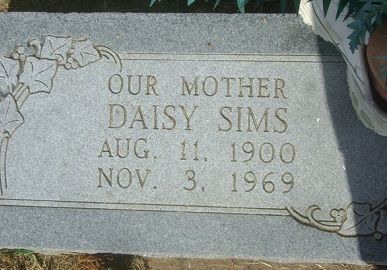 OUR MOTHER
DAISY SIMS
AUG. 11, 1900
NOV. 3, 1969